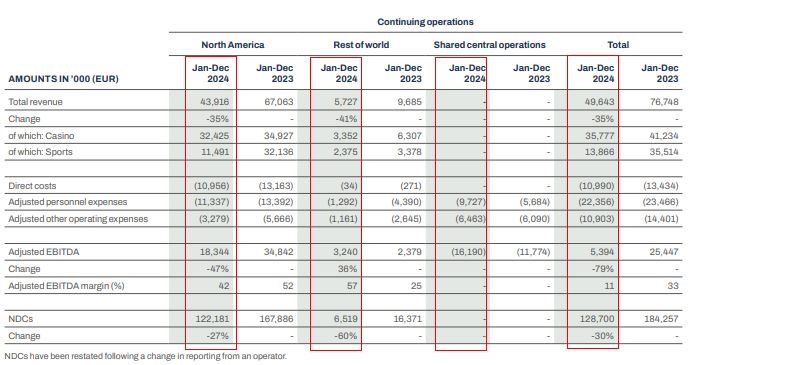 Continuing operations
North America Rest of world Shared central operations Total
Jan-Dec Jan-Dec Jan-Dec Jan-Dec Jan-Dec Jan-Dec Jan-Dec Jan-Dec
AMOUNTS IN '000 (EUR) 2024 2023 2024 2023 2024 2023 2024 2023
Total revenue 43,916 67,063 5,727 9,685 - - 49,643 76,748
Change -35% - -41% - - - -35% -
of which: Casino 32,425 34,927 3,352 6,307 - - 35,777 41,234
of which: Sports 11,491 32,136 2,375 3,378 - - 13,866 35,514
Direct costs (10,956) (13,163) (34) (271) - - (10,990) (13,434)
Adjusted personnel expenses (11,337) (13,392) (1,292) (4,390) (9,727) (5,684) (22,356) (23,466)
Adjusted other operating expenses (3,279) (5,666) (1,161) (2,645) (6,463) (6,090) (10,903) (14,401)
Adjusted EBITDA 18,344 34,842 3,240 2,379 (16,190) (11,774) 5,394 25,447
Change -47% - 36% - - - -79% -
Adjusted EBITDA margin (%) 42 52 57 25 - - 11 33
NDCs 122,181 167,886 6,519 16,371 - - 128,700 184,257
Change -27% - -60% - - - -30% -
NDCs have been restated following a change in reporting from an operator.